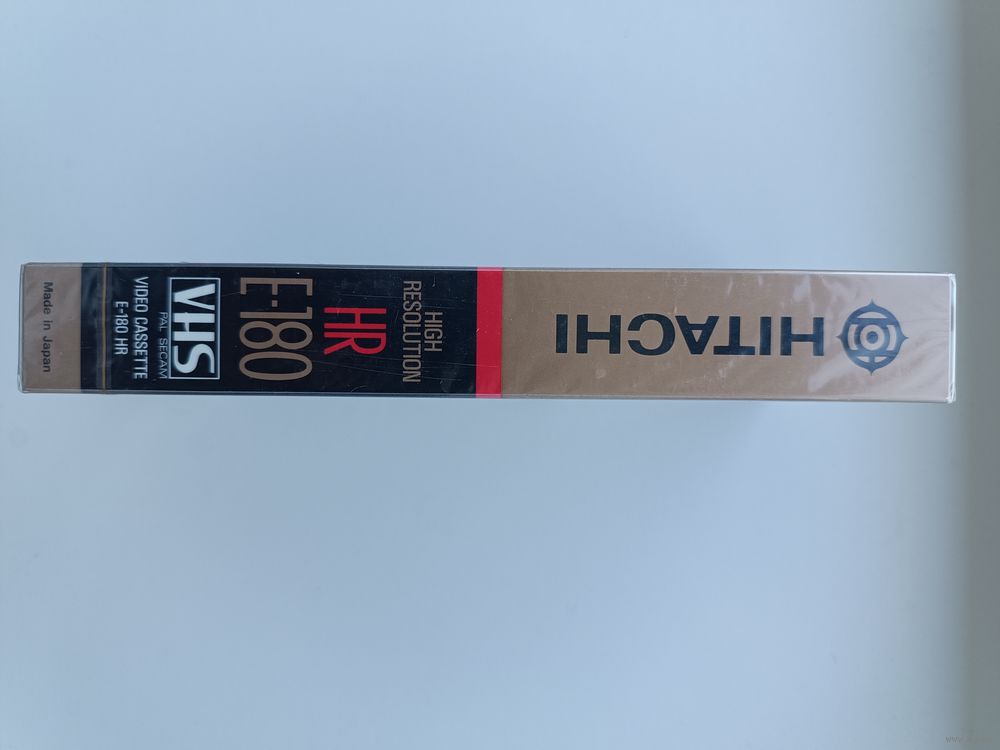 HITACHI
HIGH
RESOLUTION
HR
E-180
VHS
PAL SECAM
VIDEO CASSETTE
E-180 HR
Made in Japan